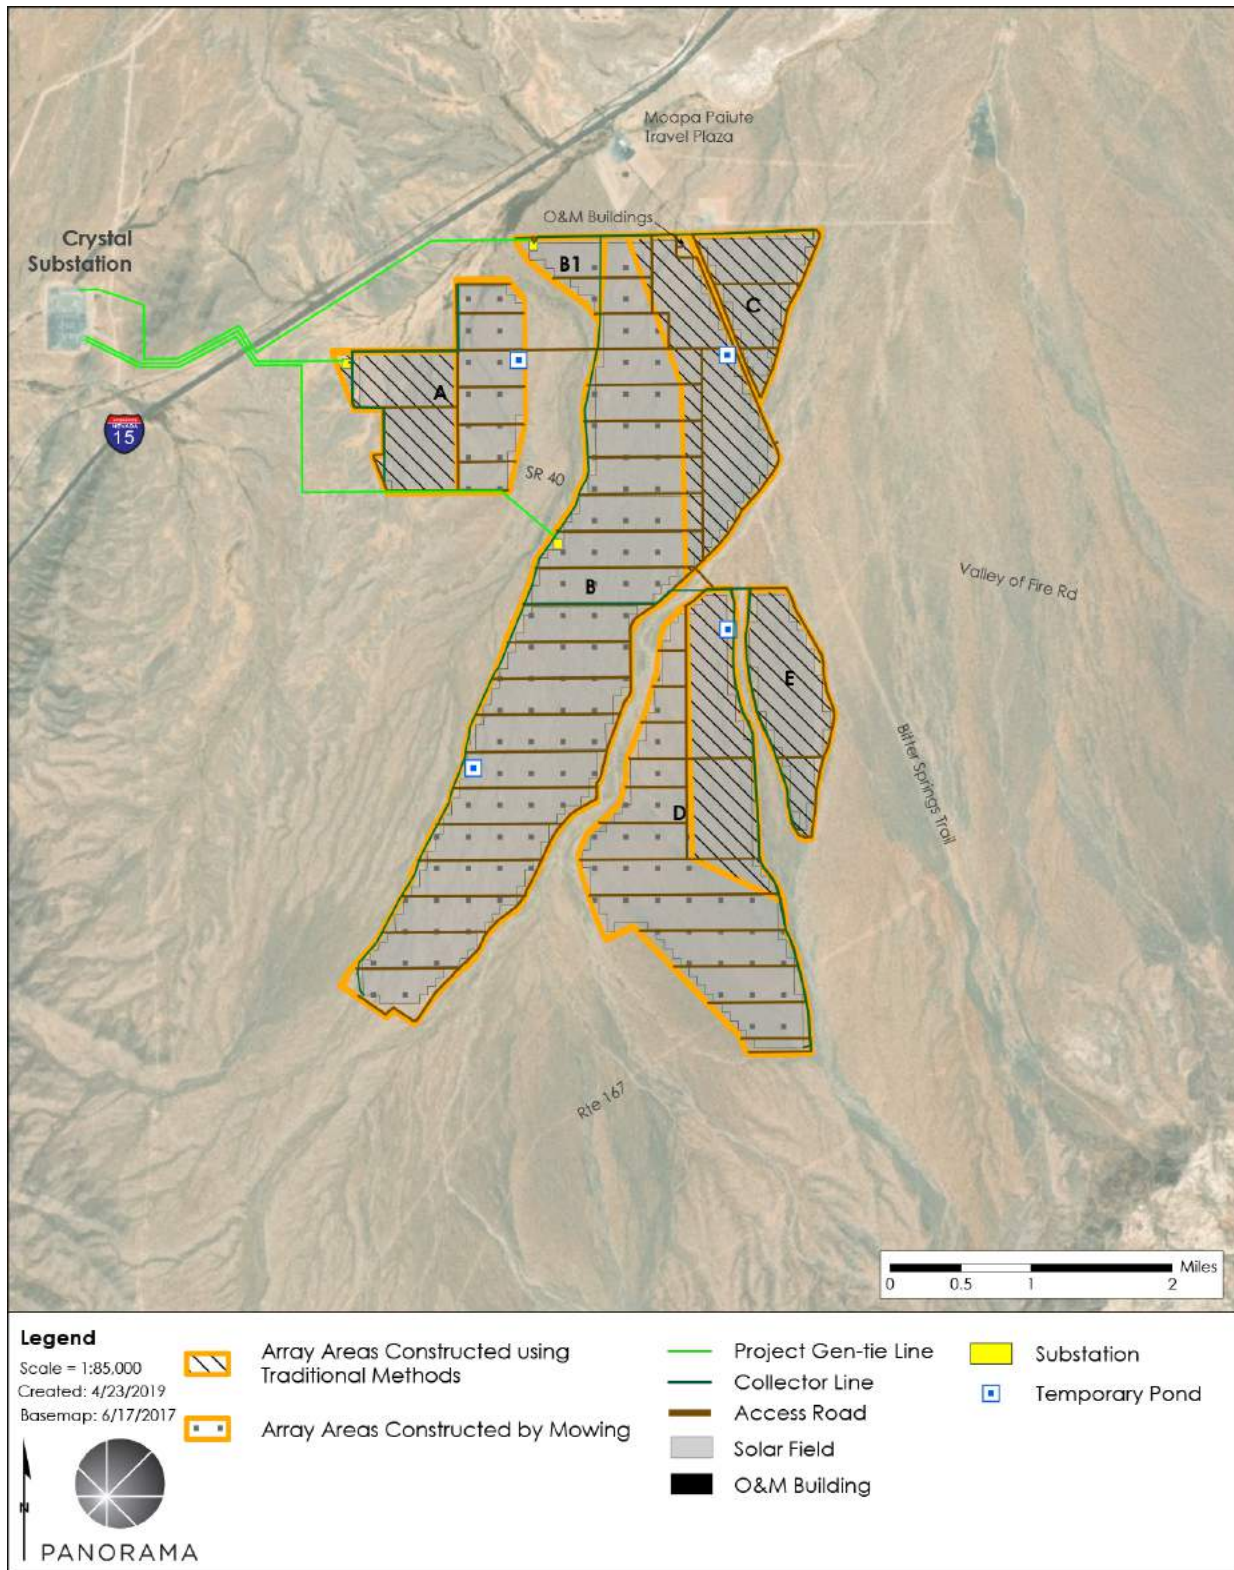 Moapa Paiute
Travel Plaza
O&M Buildings
Crystal
Substation
B1
C
A
NEVADA
15
SR 40
B
Valley of Fire Rd
E
Bitter Springs Trail
D
Rte 167
Miles
0 0.5 1 2
Legend
Scale = 1:85,000
Created: 4/23/2019
Basemap: 6/17/2017
N
PANORAMA
Array Areas Constructed using
Traditional Methods
Array Areas Constructed by Mowing
Project Gen-tie Line
Collector Line
Access Road
Solar Field
O&M Building
Substation
Temporary Pond